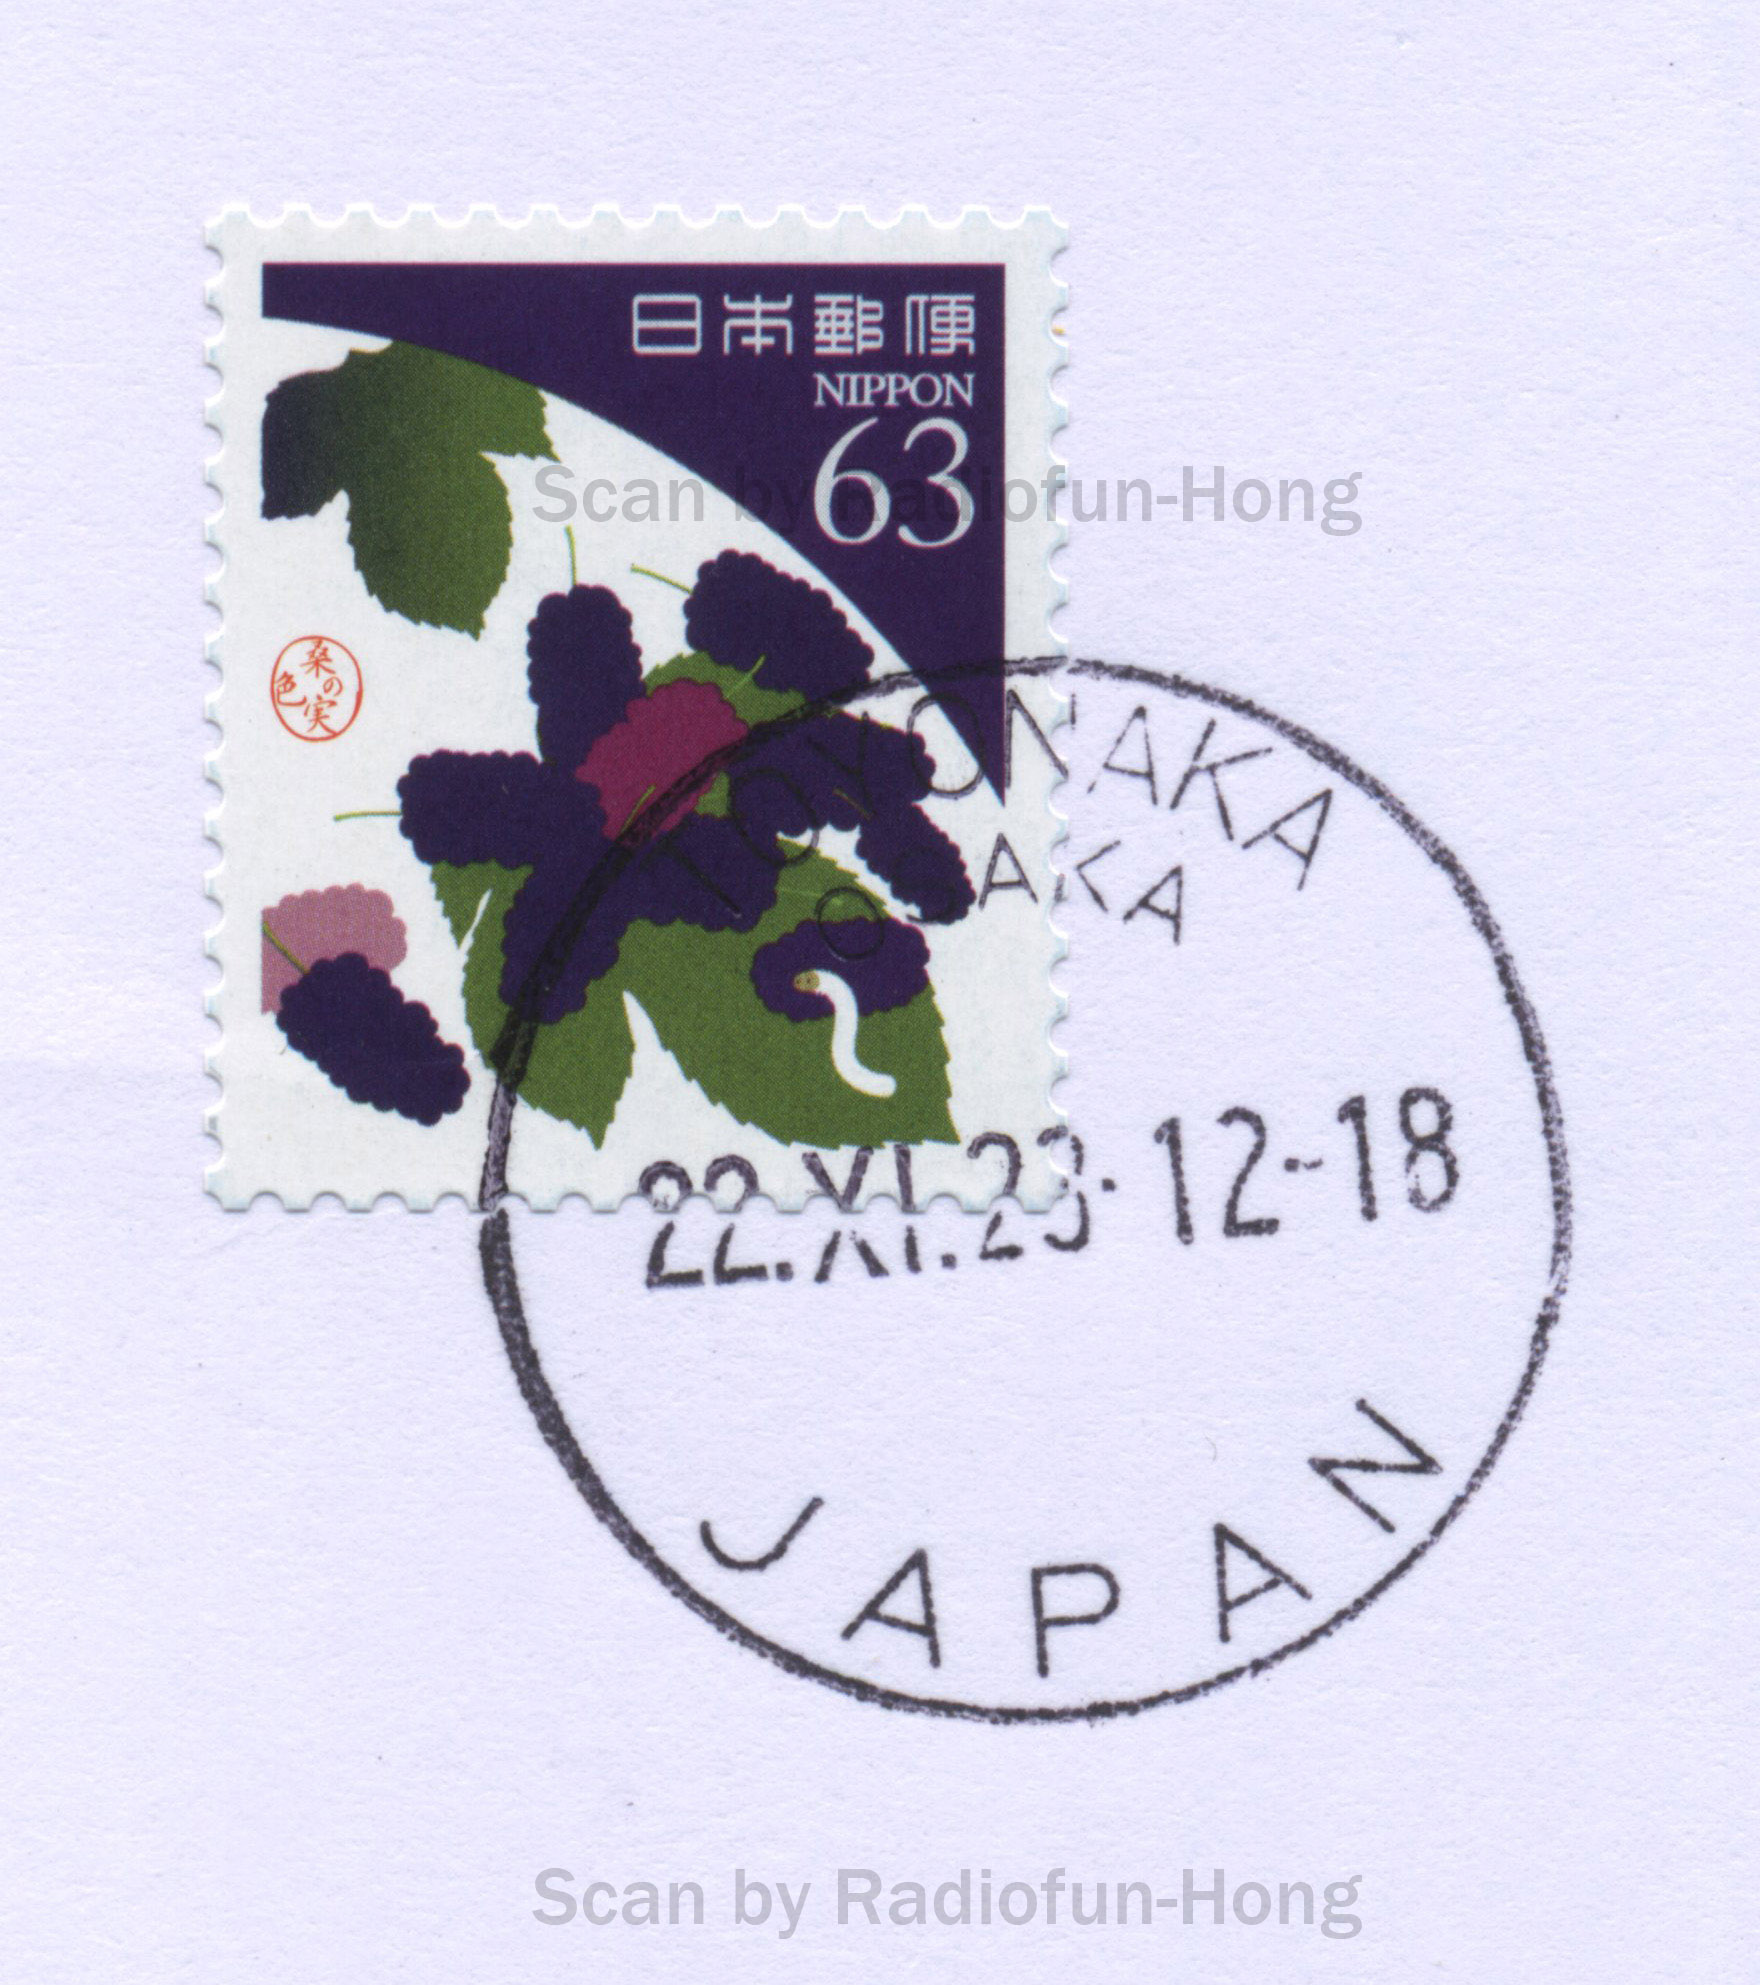 日本郵便
NIPPON
63
Scan by Radiofun-Hong
桑の実
色
TOYONAKA
OSAKA
22.XI.23.12-18
JAPAN
Scan by Radiofun-Hong